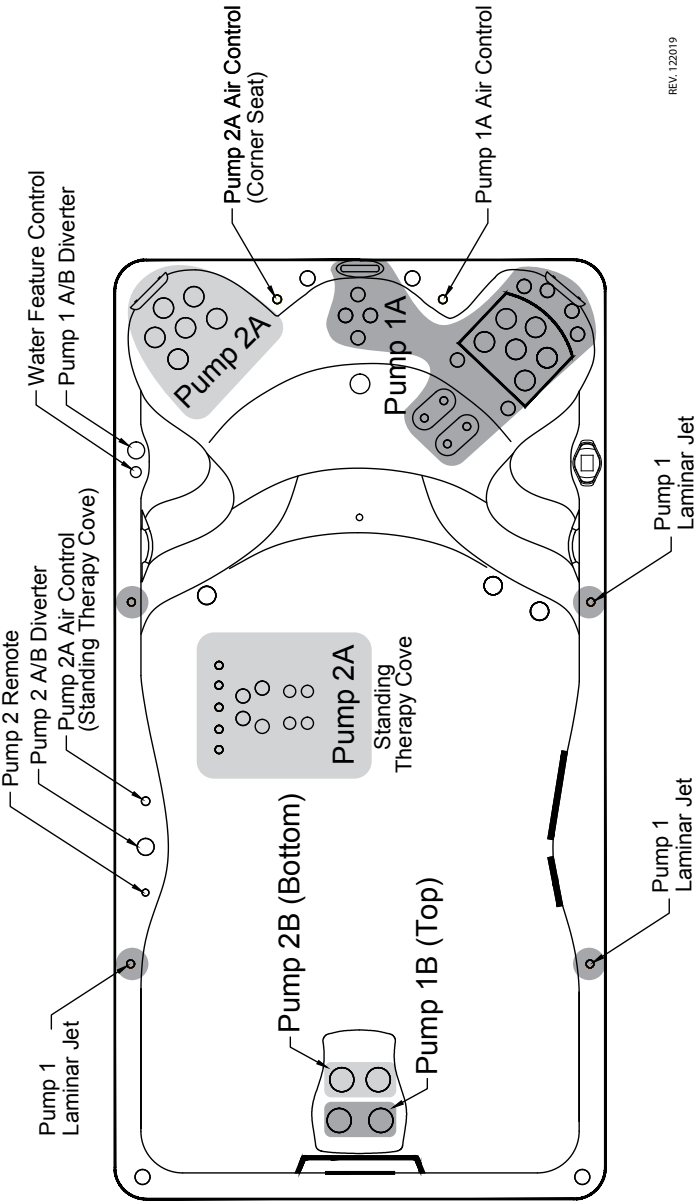 Pump 1
Laminar Jet
Pump 2 Remote
Pump 2 A/B Diverter
Pump 2A Air Control
(Standing Therapy Cove)
Water Feature Control
Pump 1 A/B Diverter
Pump 2A Air Control
(Corner Seat)
Pump 1A Air Control
Pump 2A
Pump 1A
Pump 2A
Standing
Therapy Cove
Pump 2B (Bottom)
Pump 1B (Top)
Pump 1
Laminar Jet
Pump 1
Laminar Jet
REV. 122019